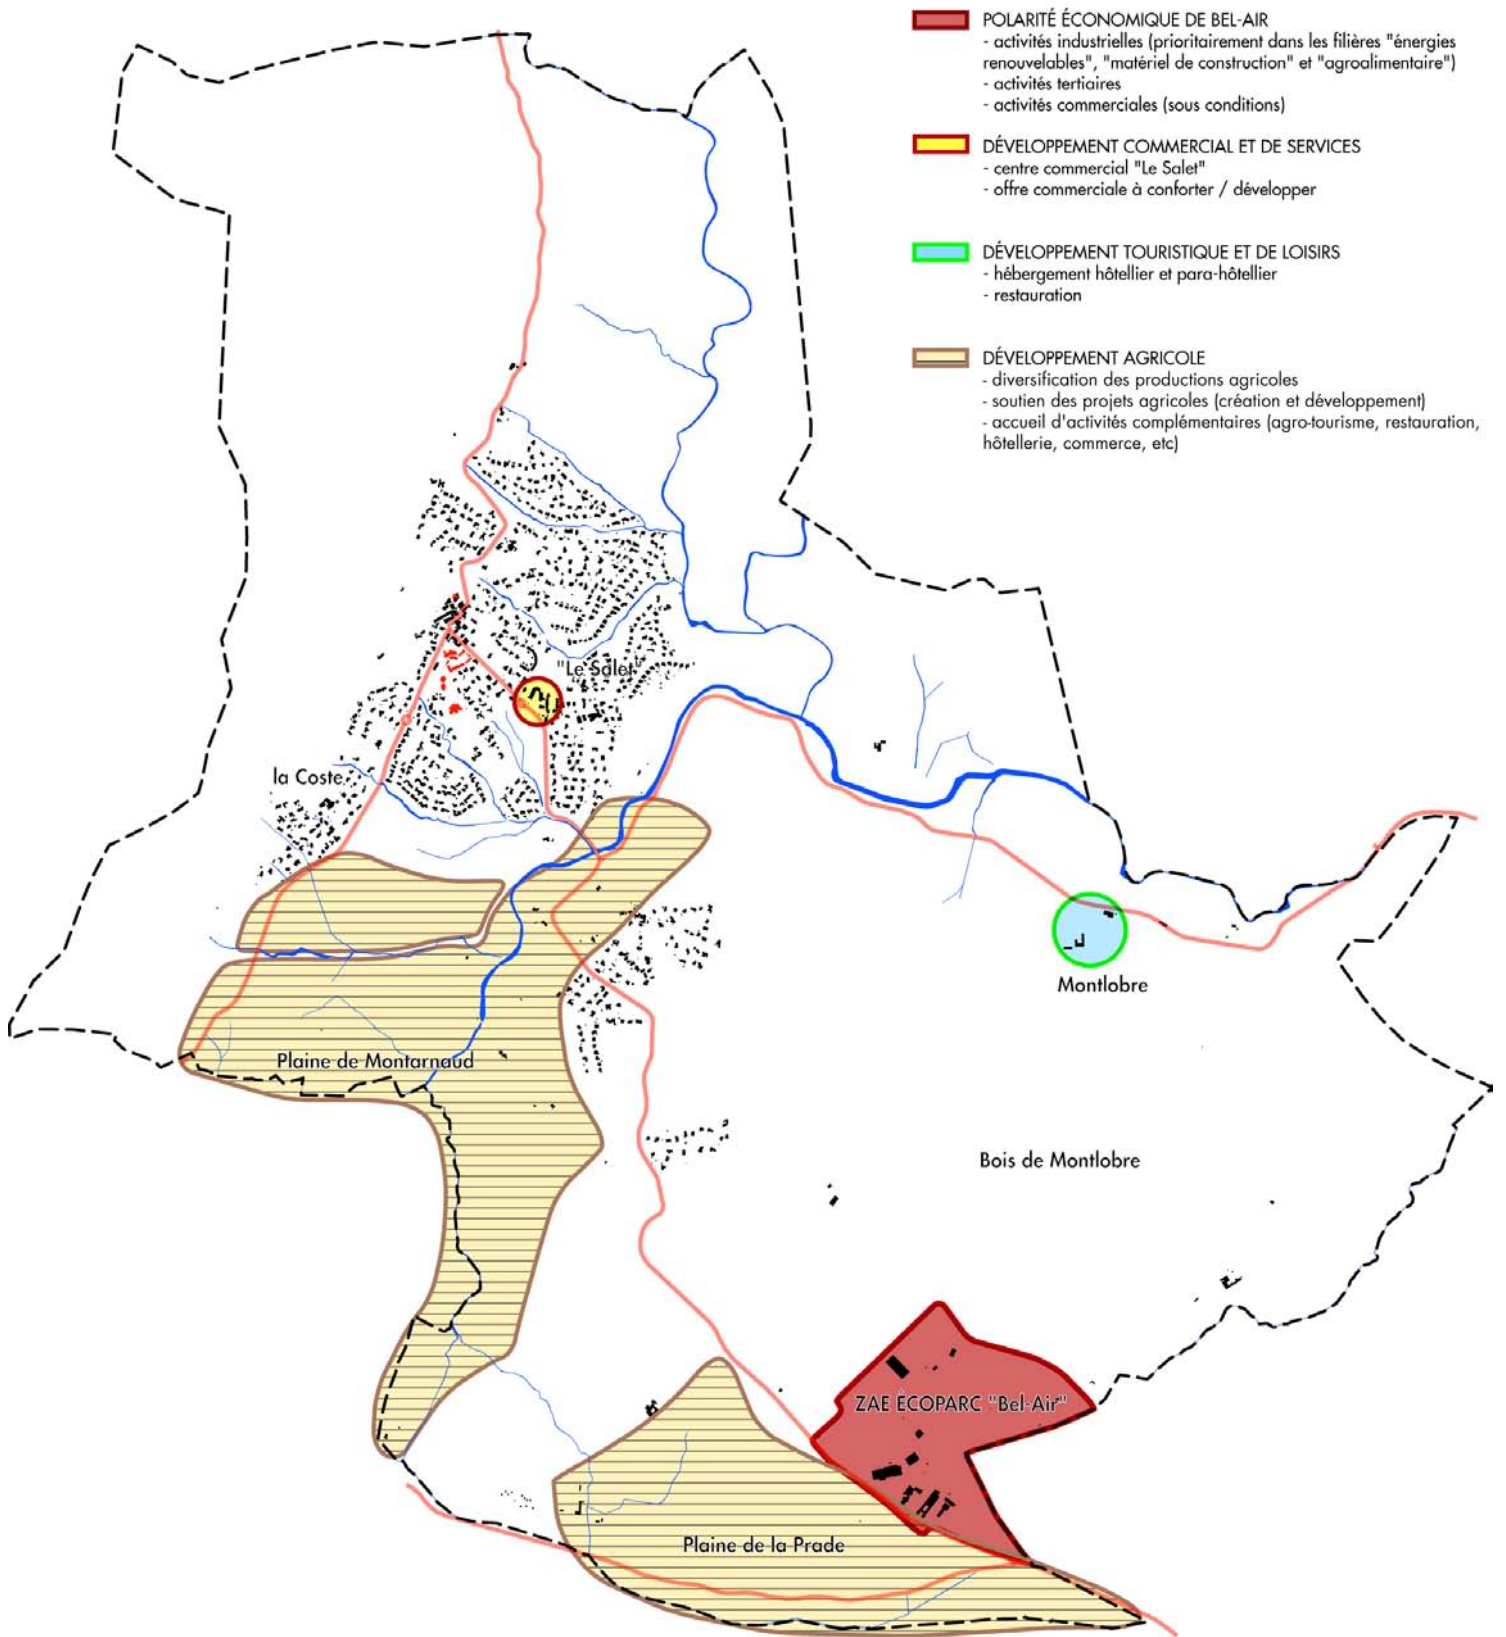 POLARITÉ ÉCONOMIQUE DE BEL-AIR
- activités industrielles (prioritairement dans les filières "énergies
renouvelables", "matériel de construction" et "agroalimentaire")
- activités tertiaires
- activités commerciales (sous conditions)
DÉVELOPPEMENT COMMERCIAL ET DE SERVICES
- centre commercial "Le Salet"
- offre commerciale à conforter / développer
DÉVELOPPEMENT TOURISTIQUE ET DE LOISIRS
- hébergement hôtellier et para-hôtellier
- restauration
DÉVELOPPEMENT AGRICOLE
- diversification des productions agricoles
- soutien des projets agricoles (création et développement)
- accueil d'activités complémentaires (agro-tourisme, restauration,
hôtellerie, commerce, etc)
"Le Salet"
la Coste
Montlobre
Plaine de Montarnaud
Bois de Montlobre
ZAE ÉCOPARC "Bel-Air"
Plaine de la Prade